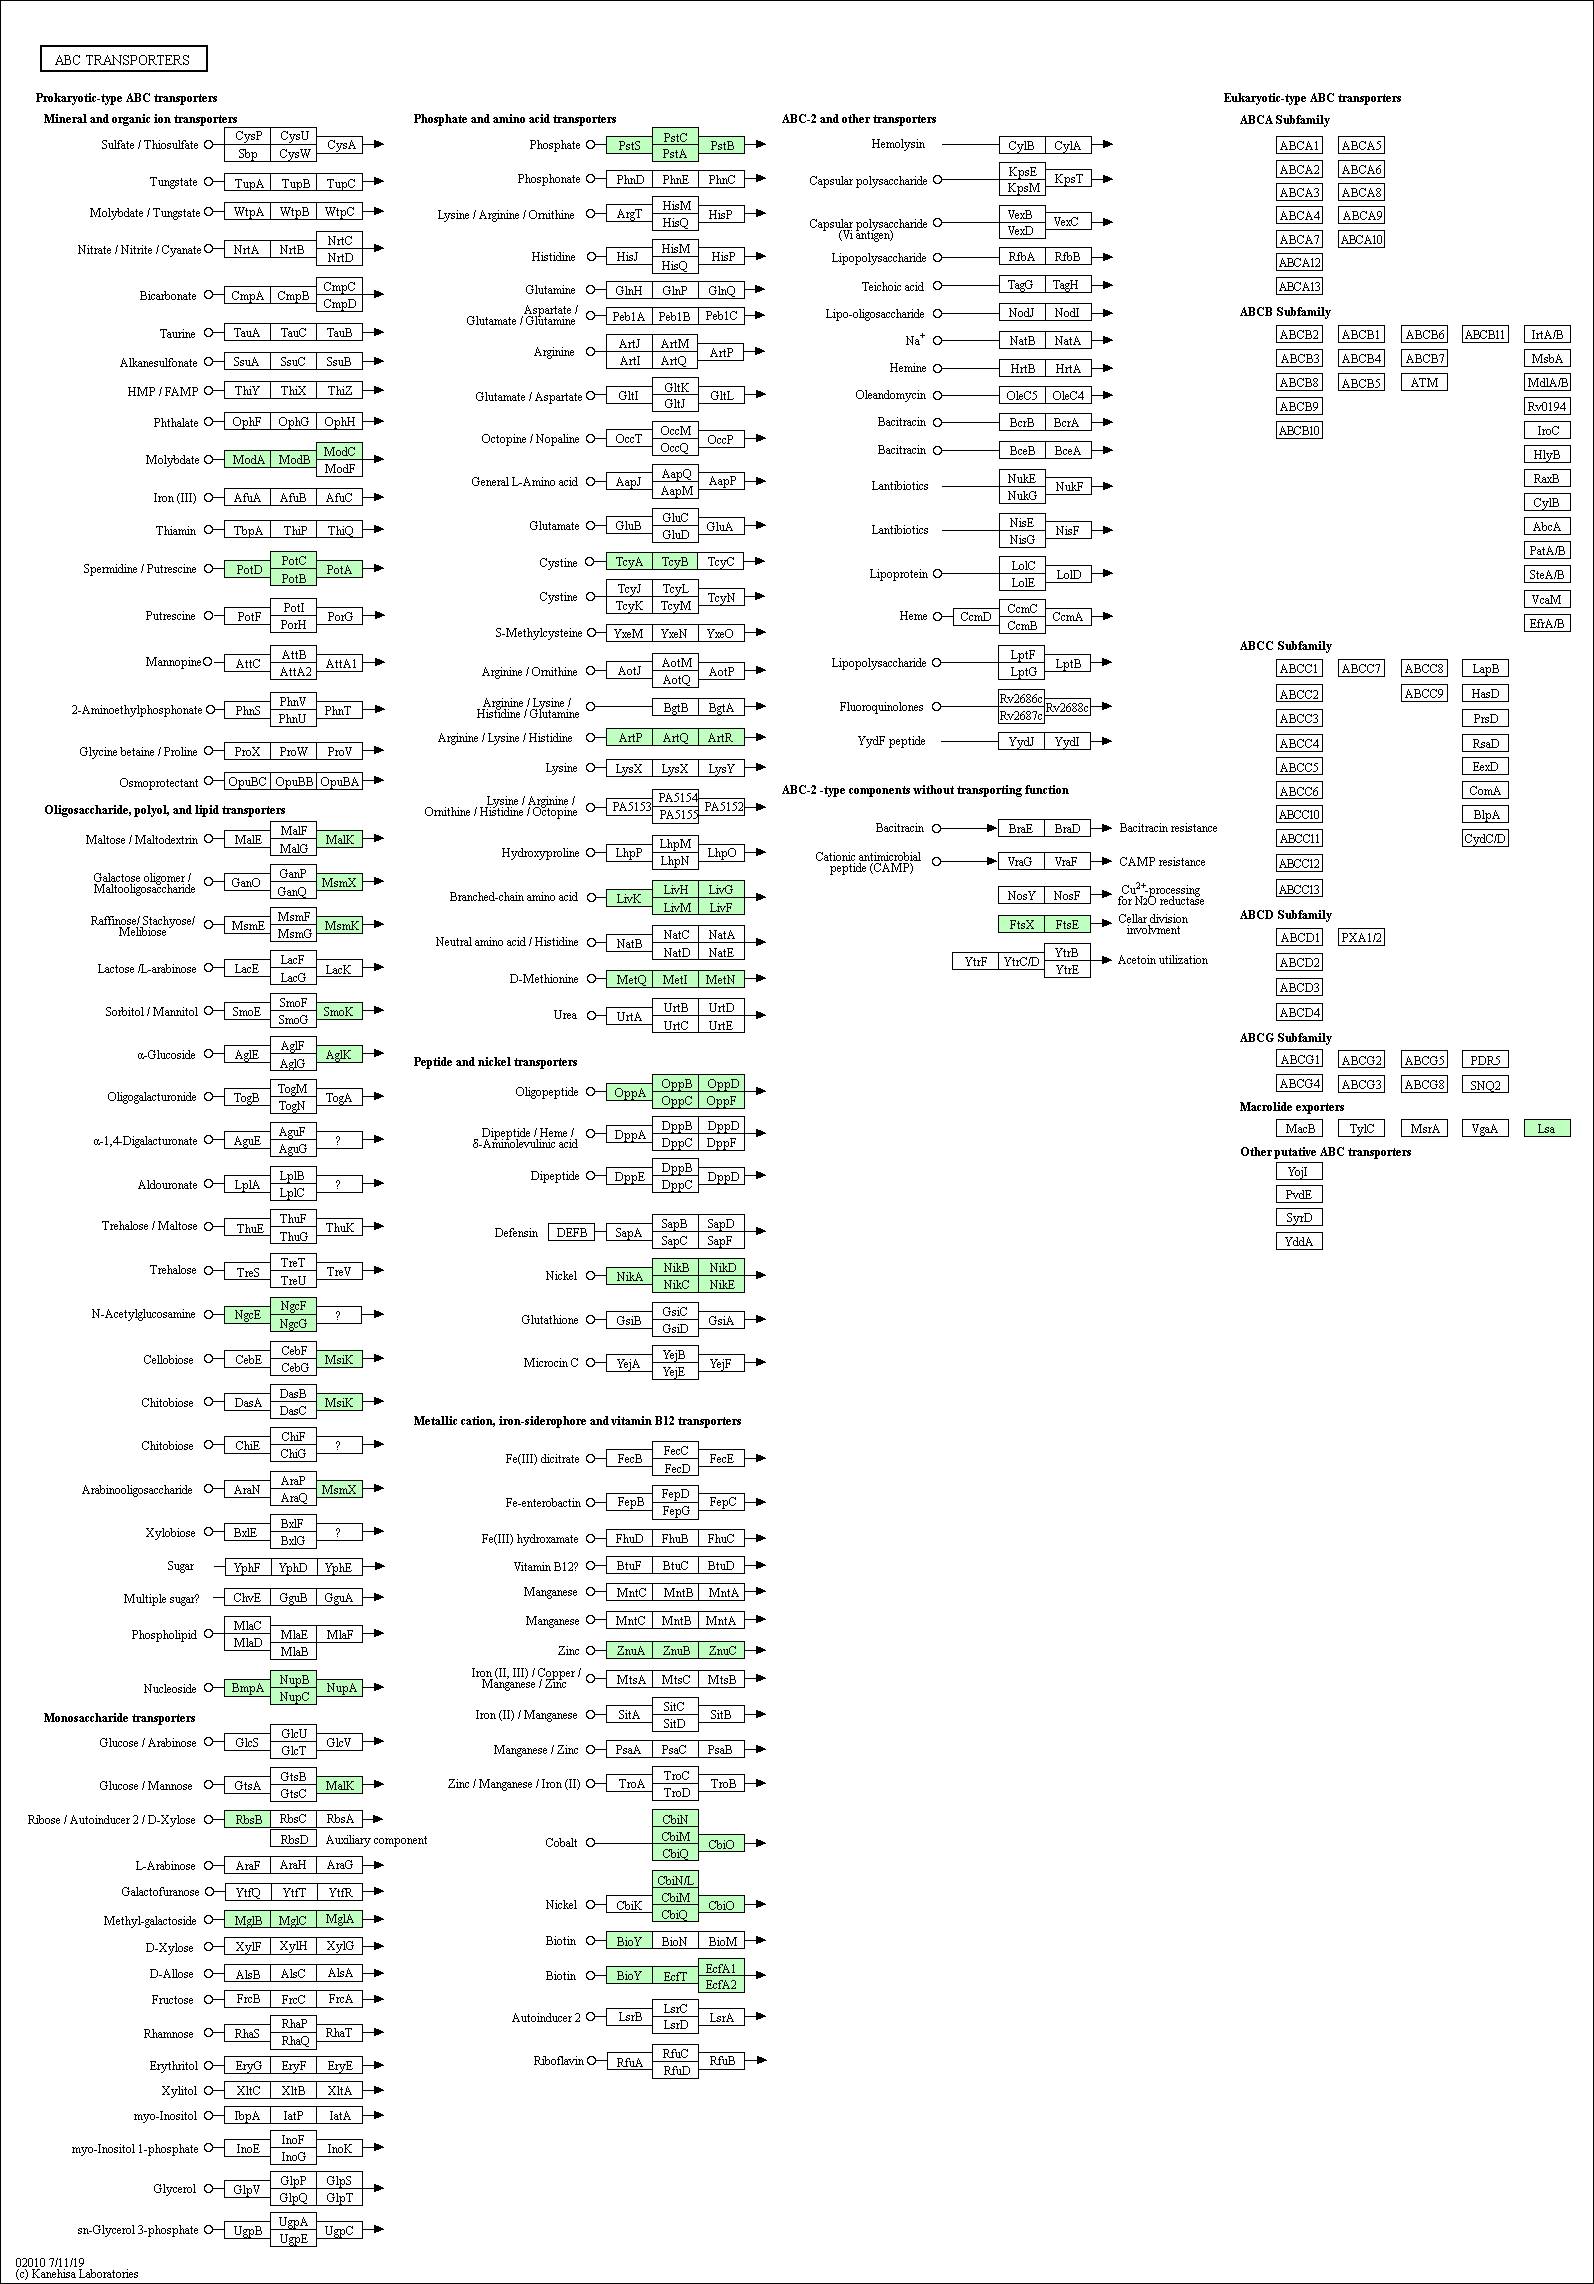 ABC TRANSPORTERS
Prokaryotic-type ABC transporters
Mineral and organic ion transporters
Sulfate / Thiosulfate CysP CysU CysA
Sbp CysW
Tungstate TupA TupB TupC
Molybdate / Tungstate WtpA WtpB WtpC
Nitrate / Nitrite / Cyanate NrtA NrtB NrtC
NrtD
Bicarbonate CmpA CmpB CmpC
CmpD
Taurine TauA TauC TauB
Alkanesulfonate SsuA SsuC SsuB
HMP / FAMP ThiY ThiX ThiZ
Phthalate OphF OphG OphH
Molybdate ModA ModB ModC
ModF
Iron (III) AfuA AfuB AfuC
Thiamin TbpA ThiP ThiQ
Spermidine / Putrescine PotD PotC PotA
PotB
Putrescine PotF PotI PorG
PorH
Mannopine AttC AttB AttA1
AttA2
2-Aminoethylphosphonate PhnS PhnV PhnT
PhnU
Glycine betaine / Proline ProX ProW ProV
Osmoprotectant OpuBC OpuBB OpuBA
Oligosaccharide, polyol, and lipid transporters
Maltose / Maltodextrin MalE MalF MalK
MalG
Galactose oligomer /
Maltooligosaccharide GanO GanP MsmX
GanQ
Raffinose/ Stachyose/
Melibiose MsmE MsmF MsmK
MsmG
Lactose /L-arabinose LacE LacF LacK
LacG
Sorbitol / Mannitol SmoE SmoF SmoK
SmoG
α-Glucoside AglE AglF AglK
AglG
Oligogalacturonide TogB TogM TogA
TogN
α-1,4-Digalacturonate AguE AguF ?
AguG
Aldouronate LplA LplB ?
LplC
Trehalose / Maltose ThuE ThuF ThuK
ThuG
Trehalose TreS TreT TreV
TreU
N-Acetylglucosamine NgcE NgcF ?
NgcG
Cellobiose CebE CebF MsiK
CebG
Chitobiose DasA DasB MsiK
DasC
Chitobiose ChiE ChiF ?
ChiG
Arabinooligosaccharide AraN AraP MsmX
AraQ
Xylobiose BxlE BxlF ?
BxlG
Sugar YphF YphD YphE
Multiple sugar? ChvE GguB GguA
Phospholipid MlaC MlaE MlaF
MlaD MlaB
Nucleoside BmpA NupB NupA
NupC
Monosaccharide transporters
Glucose / Arabinose GlcS GlcU GlcV
GlcT
Glucose / Mannose GtsA GtsB MalK
GtsC
Ribose / Autoinducer 2 / D-Xylose RbsB RbsC RbsA
RbsD Auxiliary component
L-Arabinose AraF AraH AraG
Galactofuranose YtfQ YtfT YtfR
Methyl-galactoside MglB MglC MglA
D-Xylose XylF XylH XylG
D-Allose AlsB AlsC AlsA
Fructose FrcB FrcC FrcA
Rhamnose RhaS RhaP RhaT
RhaQ
Erythritol EryG EryF EryE
Xylitol XltC XltB XltA
myo-Inositol IbpA IatP IatA
myo-Inositol 1-phosphate InoE InoF InoK
InoG
Glycerol GlpV GlpP GlpS
GlpQ GlpT
sn-Glycerol 3-phosphate UgpB UgpA UgpC
UgpE
02010 7/11/19
(c) Kanehisa Laboratories
Phosphate and amino acid transporters
Phosphate PstS PstC PstB
PstA
Phosphonate PhnD PhnE PhnC
Lysine / Arginine / Ornithine ArgT HisM HisP
HisQ
Histidine HisJ HisM HisP
HisQ
Glutamine GlnH GlnP GlnQ
Aspartate /
Glutamate / Glutamine Peb1A Peb1B Peb1C
Arginine ArtJ ArtM ArtP
ArtI ArtQ
Glutamate / Aspartate GltI GltK GltL
GltJ
Octopine / Nopaline OccT OccM OccP
OccQ
General L-Amino acid AapJ AapQ AapP
AapM
Glutamate GluB GluC GluA
GluD
Cystine TcyA TcyB TcyC
Cystine TcyJ TcyL TcyN
TcyK TcyM
S-Methylcysteine YxeM YxeN YxeO
Arginine / Ornithine AotJ AotM AotP
AotQ
Arginine / Lysine /
Histidine / Glutamine BgtB BgtA
Arginine / Lysine / Histidine ArtP ArtQ ArtR
Lysine LysX LysX LysY
Lysine / Arginine /
Ornithine / Histidine / Octopine PA5153 PA5154 PA5152
PA5155
Hydroxyproline LhpP LhpM LhpO
LhpN
Branched-chain amino acid LivK LivH LivG
LivM LivF
Neutral amino acid / Histidine NatB NatC NatA
NatD NatE
D-Methionine MetQ MetI MetN
Urea UrtA UrtB UrtD
UrtC UrtE
Peptide and nickel transporters
Oligopeptide OppA OppB OppD
OppC OppF
Dipeptide / Heme /
δ-Aminolevulinic acid DppA DppB DppD
DppC DppF
Dipeptide DppE DppB DppD
DppC
Defensin DEFB SapA SapB SapD
SapC SapF
Nickel NikA NikB NikD
NikC NikE
Glutathione GsiB GsiC GsiA
GsiD
Microcin C YejA YejB YejF
YejE
Metallic cation, iron-siderophore and vitamin B12 transporters
Fe(III) dicitrate FecB FecC FecE
FecD
Fe-enterobactin FepB FepD FepC
FepG
Fe(III) hydroxamate FhuD FhuB FhuC
Vitamin B12? BtuF BtuC BtuD
Manganese MntC MntB MntA
Manganese MntC MntB MntA
Zinc ZnuA ZnuB ZnuC
Iron (II, III) / Copper /
Manganese / Zinc MtsA MtsC MtsB
Iron (II) / Manganese SitA SitC SitB
SitD
Manganese / Zinc PsaA PsaC PsaB
Zinc / Manganese / Iron (II) TroA TroC TroB
TroD
CbiN
Cobalt CbiM CbiO
CbiQ
CbiN/L
Nickel CbiK CbiM CbiO
CbiQ
Biotin BioY BioN BioM
Biotin BioY EcfT EcfA1
EcfA2
Autoinducer 2 LsrB LsrC LsrA
LsrD
Riboflavin RfuA RfuC RfuB
RfuD
ABC-2 and other transporters
Hemolysin CylB CylA
Capsular polysaccharide KpsE KpsT
KpsM
Capsular polysaccharide
(Vi antigen) VexB VexC
VexD
Lipopolysaccharide RfbA RfbB
Teichoic acid TagG TagH
Lipo-oligosaccharide NodJ NodI
Na+ NatB NatA
Hemine HrtB HrtA
Oleandomycin OleC5 OleC4
Bacitracin BcrB BcrA
Bacitracin BceB BceA
Lantibiotics NukE NukF
NukG
Lantibiotics NisE NisF
NisG
Lipoprotein LolC LolD
LolE
Heme CcmD CcmC CcmA
CcmB
Lipopolysaccharide LptF LptB
LptG
Fluoroquinolones Rv2686c Rv2688c
Rv2687c
YydF peptide YydJ YydI
ABC-2 -type components without transporting function
Bacitracin BraE BraD Bacitracin resistance
Cationic antimicrobial
peptide (CAMP) VraG VraF CAMP resistance
NosY NosF Cu2+-processing
for N2O reductase
FtsX FtsE Cellar division
involvment
YtrF YtrC/D YtrB Acetoin utilization
YtrE
Eukaryotic-type ABC transporters
ABCA Subfamily
ABCA1 ABCA5
ABCA2 ABCA6
ABCA3 ABCA8
ABCA4 ABCA9
ABCA7 ABCA10
ABCA12
ABCA13
ABCB Subfamily
ABCB2 ABCB1 ABCB6 ABCB11 IrtA/B
ABCB3 ABCB4 ABCB7 MsbA
ABCB8 ABCB5 ATM MdlA/B
ABCB9 Rv0194
ABCB10 IroC
HlyB
RaxB
CylB
AbcA
PatA/B
SteA/B
VcaM
EfrA/B
ABCC Subfamily
ABCC1 ABCC7 ABCC8 LapB
ABCC2 ABCC9 HasD
ABCC3 PrsD
ABCC4 RsaD
ABCC5 EexD
ABCC6 ComA
ABCC10 BlpA
ABCC11 CydC/D
ABCC12
ABCC13
ABCD Subfamily
ABCD1 PXA1/2
ABCD2
ABCD3
ABCD4
ABCG Subfamily
ABCG1 ABCG2 ABCG5 PDR5
ABCG4 ABCG3 ABCG8 SNQ2
Macrolide exporters
MacB TylC MsrA VgaA Lsa
Other putative ABC transporters
YojI
PvdE
SyrD
YddA